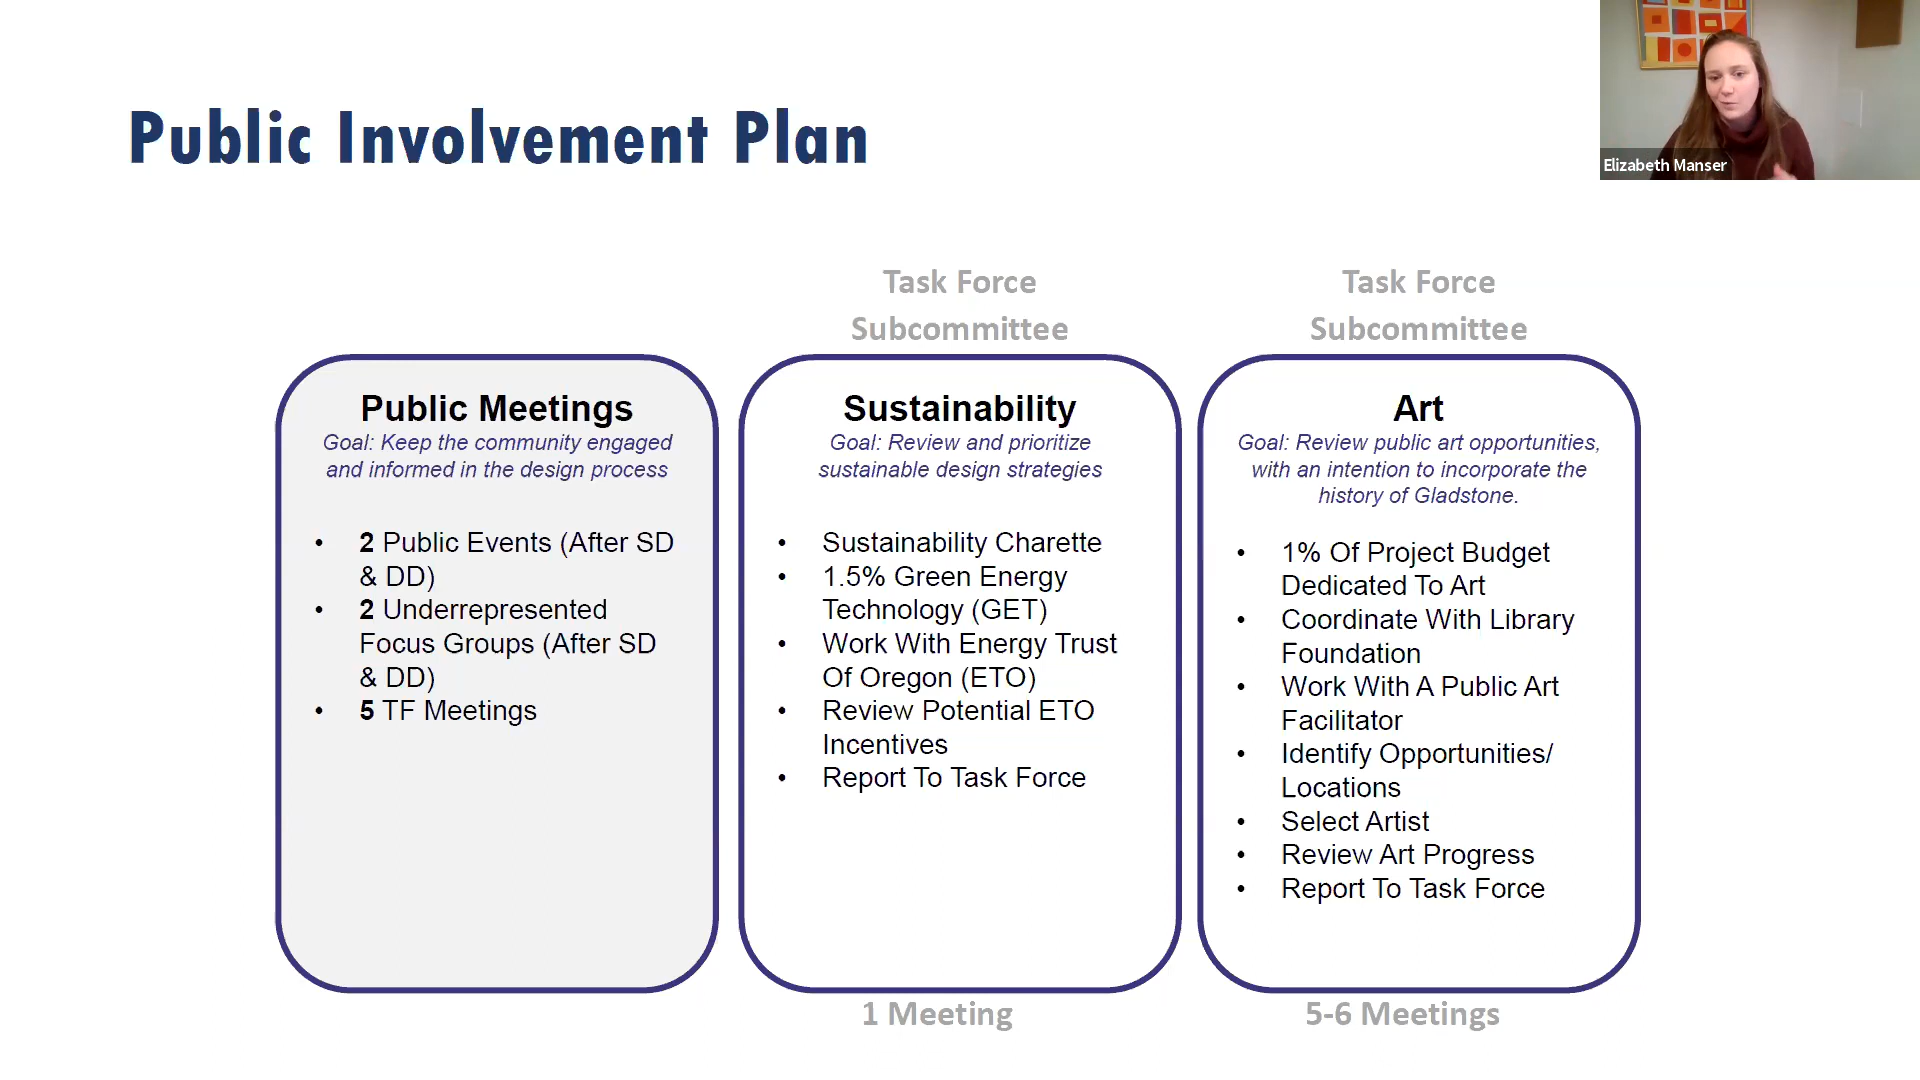 Public Involvement Plan
Elizabeth Manser
Task Force
Subcommittee
Task Force
Subcommittee
Public Meetings
Goal: Keep the community engaged
and informed in the design process
• 2 Public Events (After SD
& DD)
• 2 Underrepresented
Focus Groups (After SD
& DD)
• 5 TF Meetings
Sustainability
Goal: Review and prioritize
sustainable design strategies
• Sustainability Charette
• 1.5% Green Energy
Technology (GET)
• Work With Energy Trust
Of Oregon (ETO)
• Review Potential ETO
Incentives
• Report To Task Force
Art
Goal: Review public art opportunities,
with an intention to incorporate the
history of Gladstone.
• 1% Of Project Budget
Dedicated To Art
• Coordinate With Library
Foundation
• Work With A Public Art
Facilitator
• Identify Opportunities/
Locations
• Select Artist
• Review Art Progress
• Report To Task Force
1 Meeting
5-6 Meetings